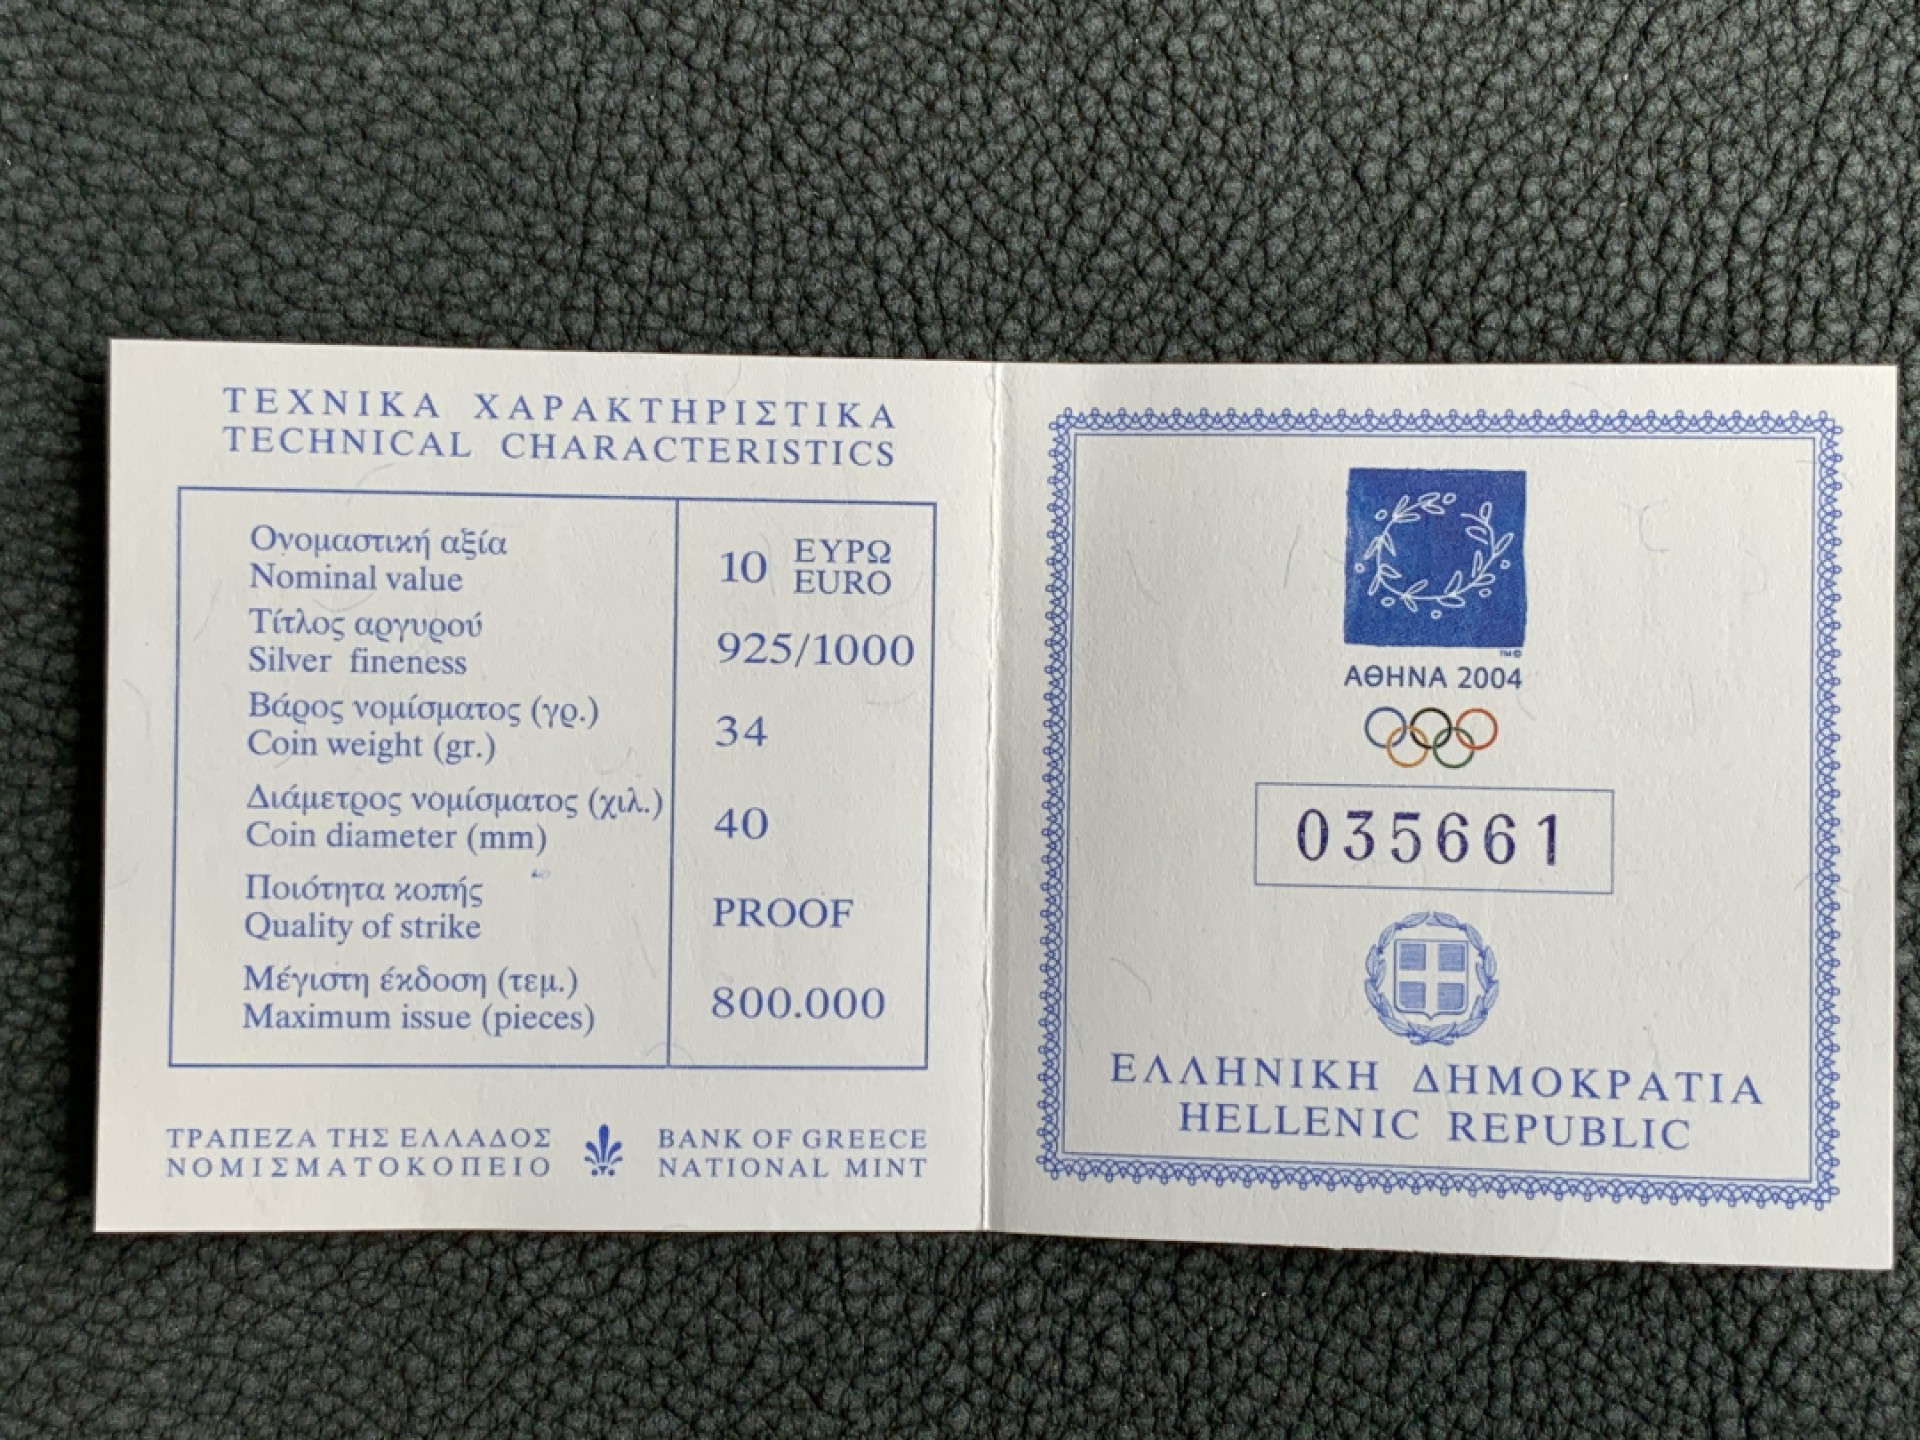 ΤΕΧΝΙΚΑ ΧΑΡΑΚΤΗΡΙΣΤΙΚΑ
TECHNICAL CHARACTERISTICS
Ονομαστική αξία
Nominal value
10 ΕΥΡΩ
EURO
Τίτλος αργυρού
Silver fineness
925/1000
Βάρος νομίσματος (γρ.)
Coin weight (gr.)
34
Διάμετρος νομίσματος (χιλ.)
Coin diameter (mm)
40
Ποιότητα κοπής
Quality of strike
PROOF
Μέγιστη έκδοση (τεμ.)
Maximum issue (pieces)
800.000
ΤΡΑΠΕΖΑ ΤΗΣ ΕΛΛΑΔΟΣ
ΝΟΜΙΣΜΑΤΟΚΟΠΕΙΟ
BANK OF GREECE
NATIONAL MINT
™©
ΑΘΗΝΑ 2004
035661
ΕΛΛΗΝΙΚΗ ΔΗΜΟΚΡΑΤΙΑ
HELLENIC REPUBLIC